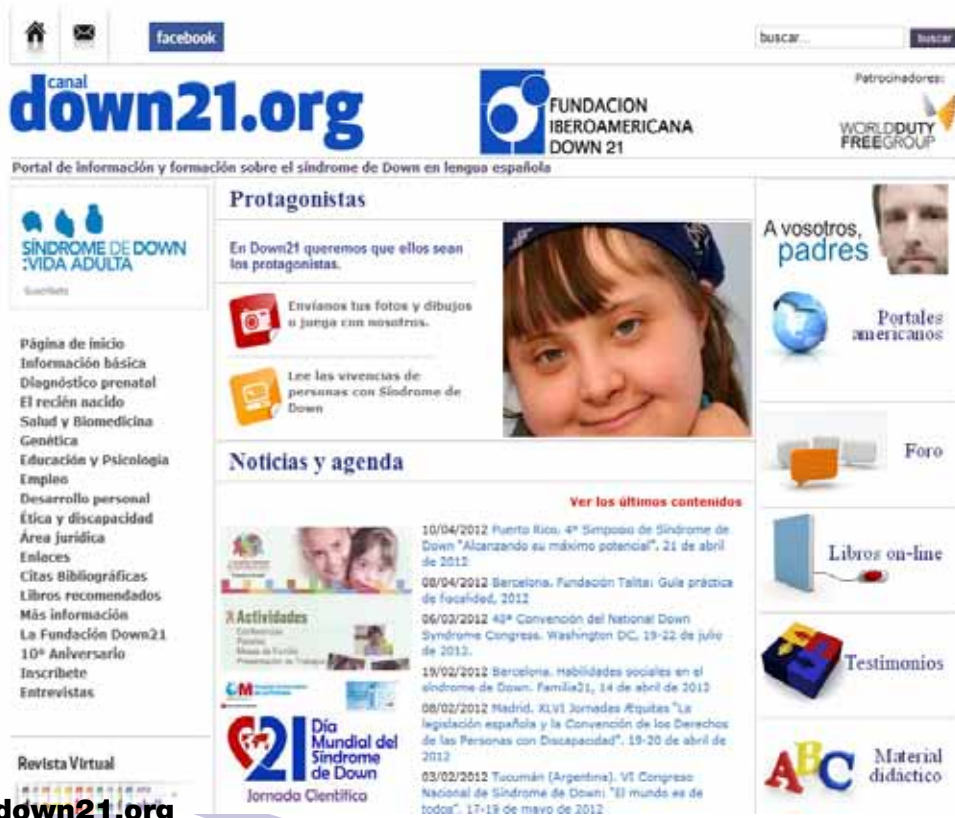 facebook
buscar...
buscar
canal
down21.org
FUNDACION
IBEROAMERICANA
DOWN 21
Patrocinadores:
WORLDDUTY
FREEGROUP
Portal de información y formación sobre el síndrome de Down en lengua española
SÍNDROME DE DOWN
:VIDA ADULTA
Suscríbete
Página de inicio
Información básica
Diagnóstico prenatal
El recién nacido
Salud y Biomedicina
Genética
Educación y Psicología
Empleo
Desarrollo personal
Ética y discapacidad
Área jurídica
Enlaces
Citas Bibliográficas
Libros recomendados
Más información
La Fundación Down21
10º Aniversario
Inscríbete
Entrevistas
Revista Virtual
down21.org
Protagonistas
En Down21 queremos que ellos sean
los protagonistas.
Envíanos tus fotos y dibujos
o juega con nosotros.
Lee las vivencias de
personas con Síndrome de
Down
Noticias y agenda
Ver los últimos contenidos
Actividades
Conferencias
Día
Mundial del
Síndrome
de Down
Jornada Científica
10/04/2012 Puerto Rico. 4º Simposio de Síndrome de
Down "Alcanzando su máximo potencial". 21 de abril
de 2012
08/04/2012 Barcelona. Fundación Talita: Guía práctica
de fiscalidad, 2012
06/03/2012 40ª Convención del National Down
Syndrome Congress. Washington DC, 19-22 de julio
de 2012.
19/02/2012 Barcelona. Habilidades sociales en el
síndrome de Down. Familia21, 14 de abril de 2012
08/02/2012 Madrid. XLVI Jornades Æquitas "La
legislación española y la Convención de los Derechos
de las Personas con Discapacidad". 19-20 de abril de
2012
03/02/2012 Tucumán (Argentina). VI Congreso
Nacional de Síndrome de Down: "El mundo es de
todos". 17-19 de mayo de 2012
A vosotros,
padres
Portales
americanos
Foro
Libros on-line
Testimonios
ABC
Material
didáctico